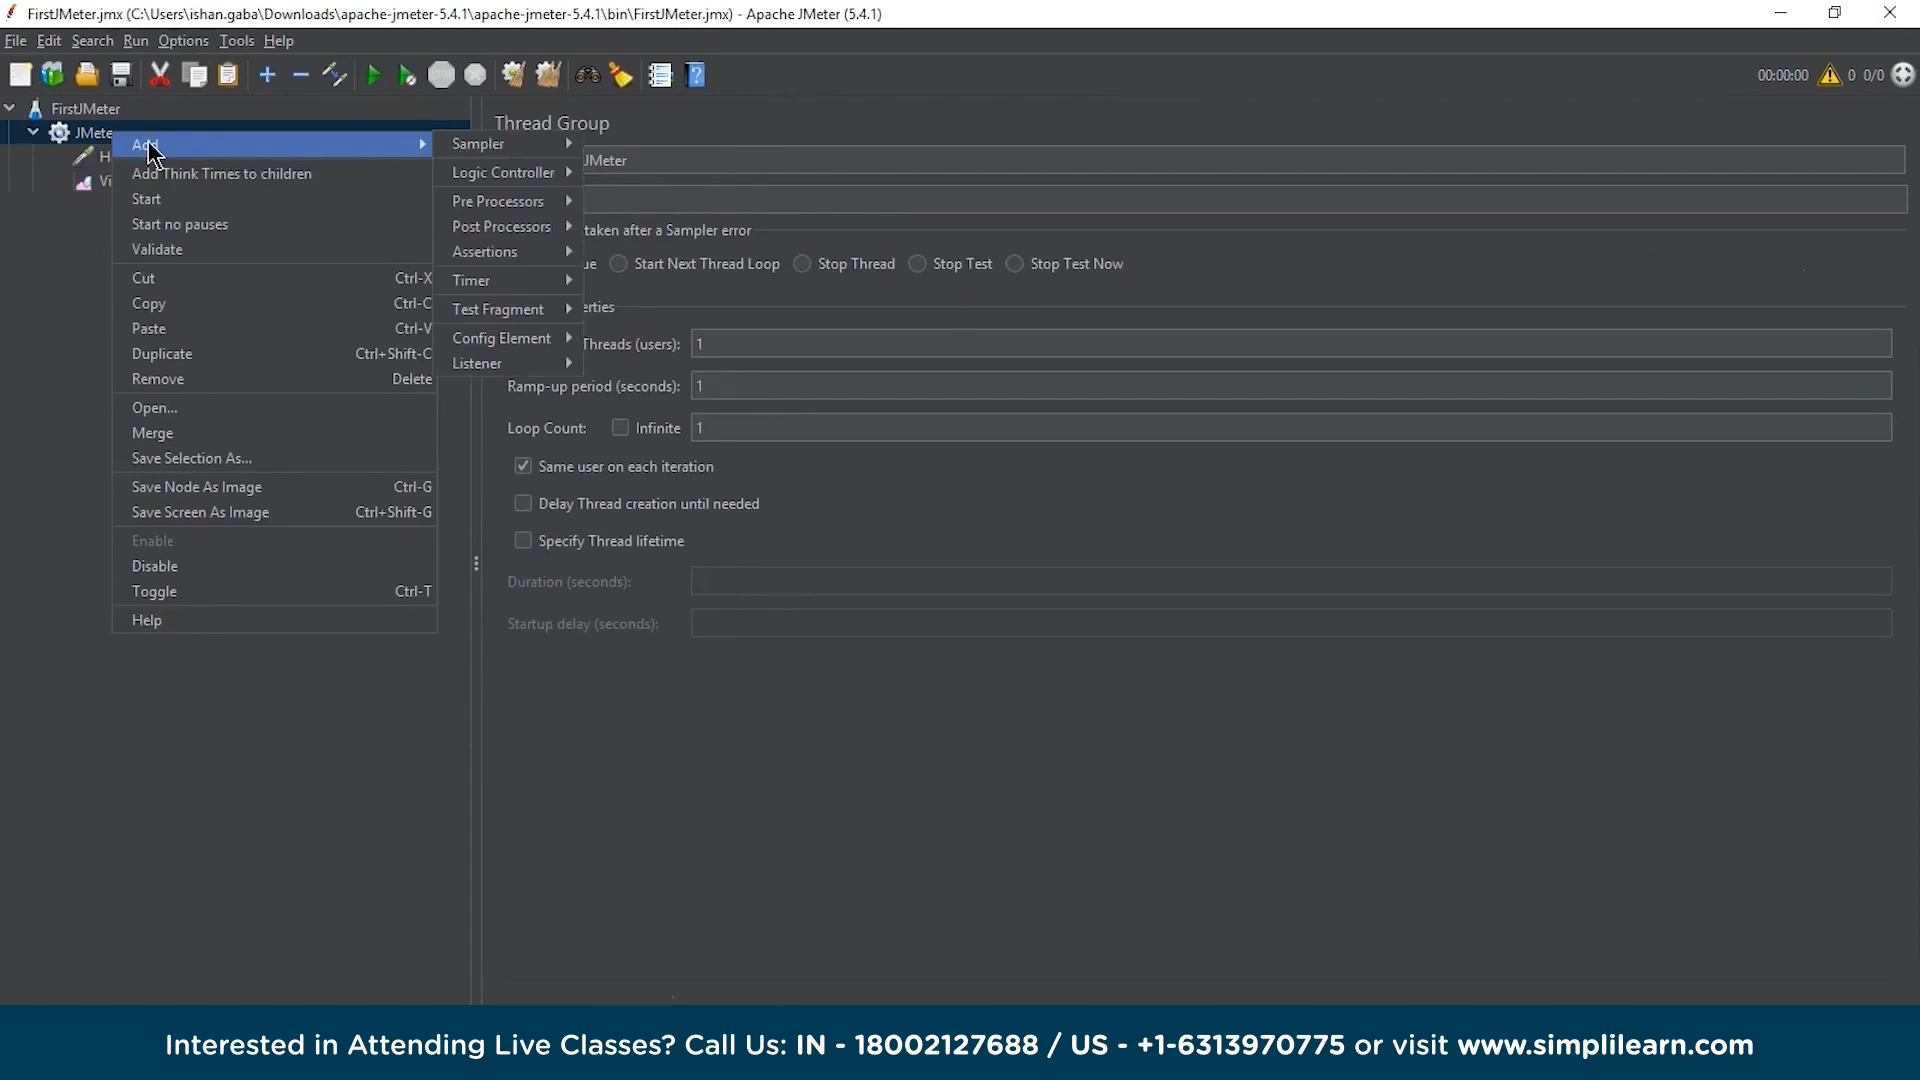 FirstJMeter.jmx (C:\Users\ishan.gaba\Downloads\apache-jmeter-5.4.1\apache-jmeter-5.4.1\bin\FirstJMeter.jmx) - Apache JMeter (5.4.1)
File Edit Search Run Options Tools Help
00:00:00 0 0/0
FirstJMeter
JMete
H
Vi
Add
Add Think Times to children
Start
Start no pauses
Validate
Cut Ctrl-X
Copy Ctrl-C
Paste Ctrl-V
Duplicate Ctrl+Shift-C
Remove Delete
Open...
Merge
Save Selection As...
Save Node As Image Ctrl-G
Save Screen As Image Ctrl+Shift-G
Enable
Disable
Toggle Ctrl-T
Help
Sampler
Logic Controller
Pre Processors
Post Processors
Assertions
Timer
Test Fragment
Config Element
Listener
Thread Group
JMeter
taken after a Sampler error
ue Start Next Thread Loop Stop Thread Stop Test Stop Test Now
erties
Threads (users): 1
Ramp-up period (seconds): 1
Loop Count: Infinite 1
Same user on each iteration
Delay Thread creation until needed
Specify Thread lifetime
Duration (seconds):
Startup delay (seconds):
Interested in Attending Live Classes? Call Us: IN - 18002127688 / US - +1-6313970775 or visit www.simplilearn.com